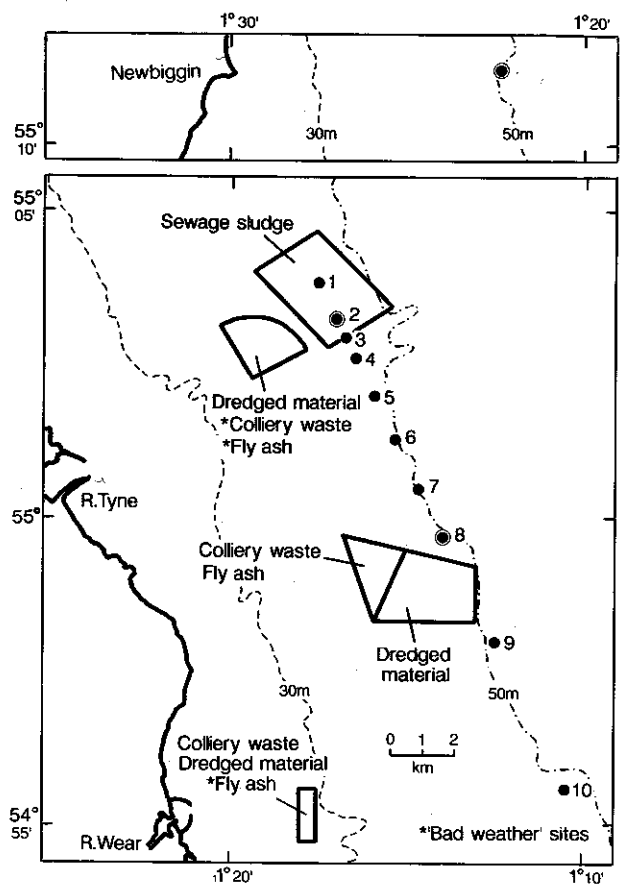 1° 30'
1° 20'
Newbiggin
55°
10'
30m
50m
55°
05'
Sewage sludge
1
2
3
4
Dredged material
*Colliery waste
*Fly ash
5
6
7
R.Tyne
55°
8
Colliery waste
Fly ash
9
Dredged
material
30m
50m
0 1 2
km
Colliery waste
Dredged material
*Fly ash
10
54°
55'
R.Wear
*'Bad weather' sites
1°20'
1°10'